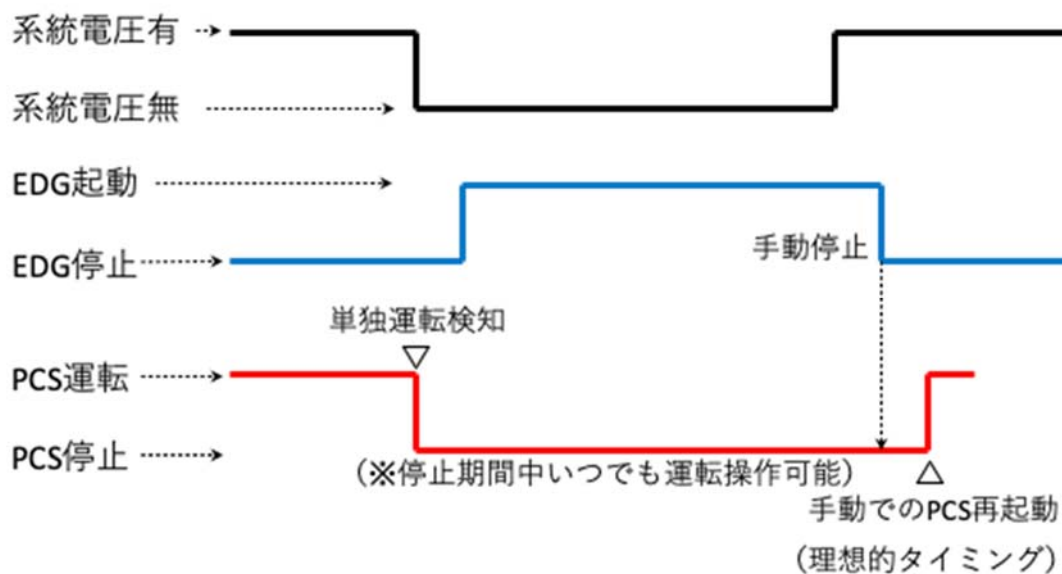 系統電圧有
系統電圧無
EDG起動
EDG停止
手動停止
単独運転検知
PCS運転
PCS停止
(※停止期間中いつでも運転操作可能)
手動でのPCS再起動
(理想的タイミング)